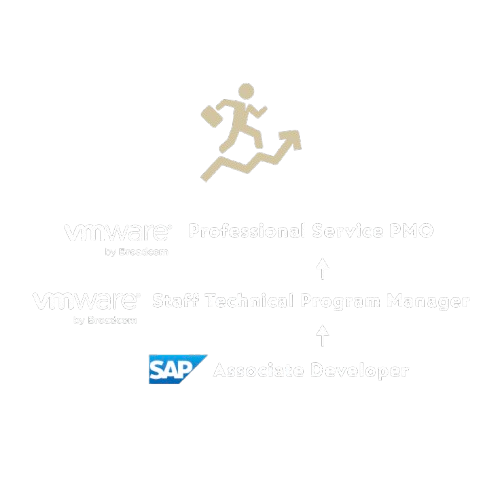 vmware® Professional Service PMO
by Broadcom
vmware® Staff Technical Program Manager
by Broadcom
SAP Associate Developer